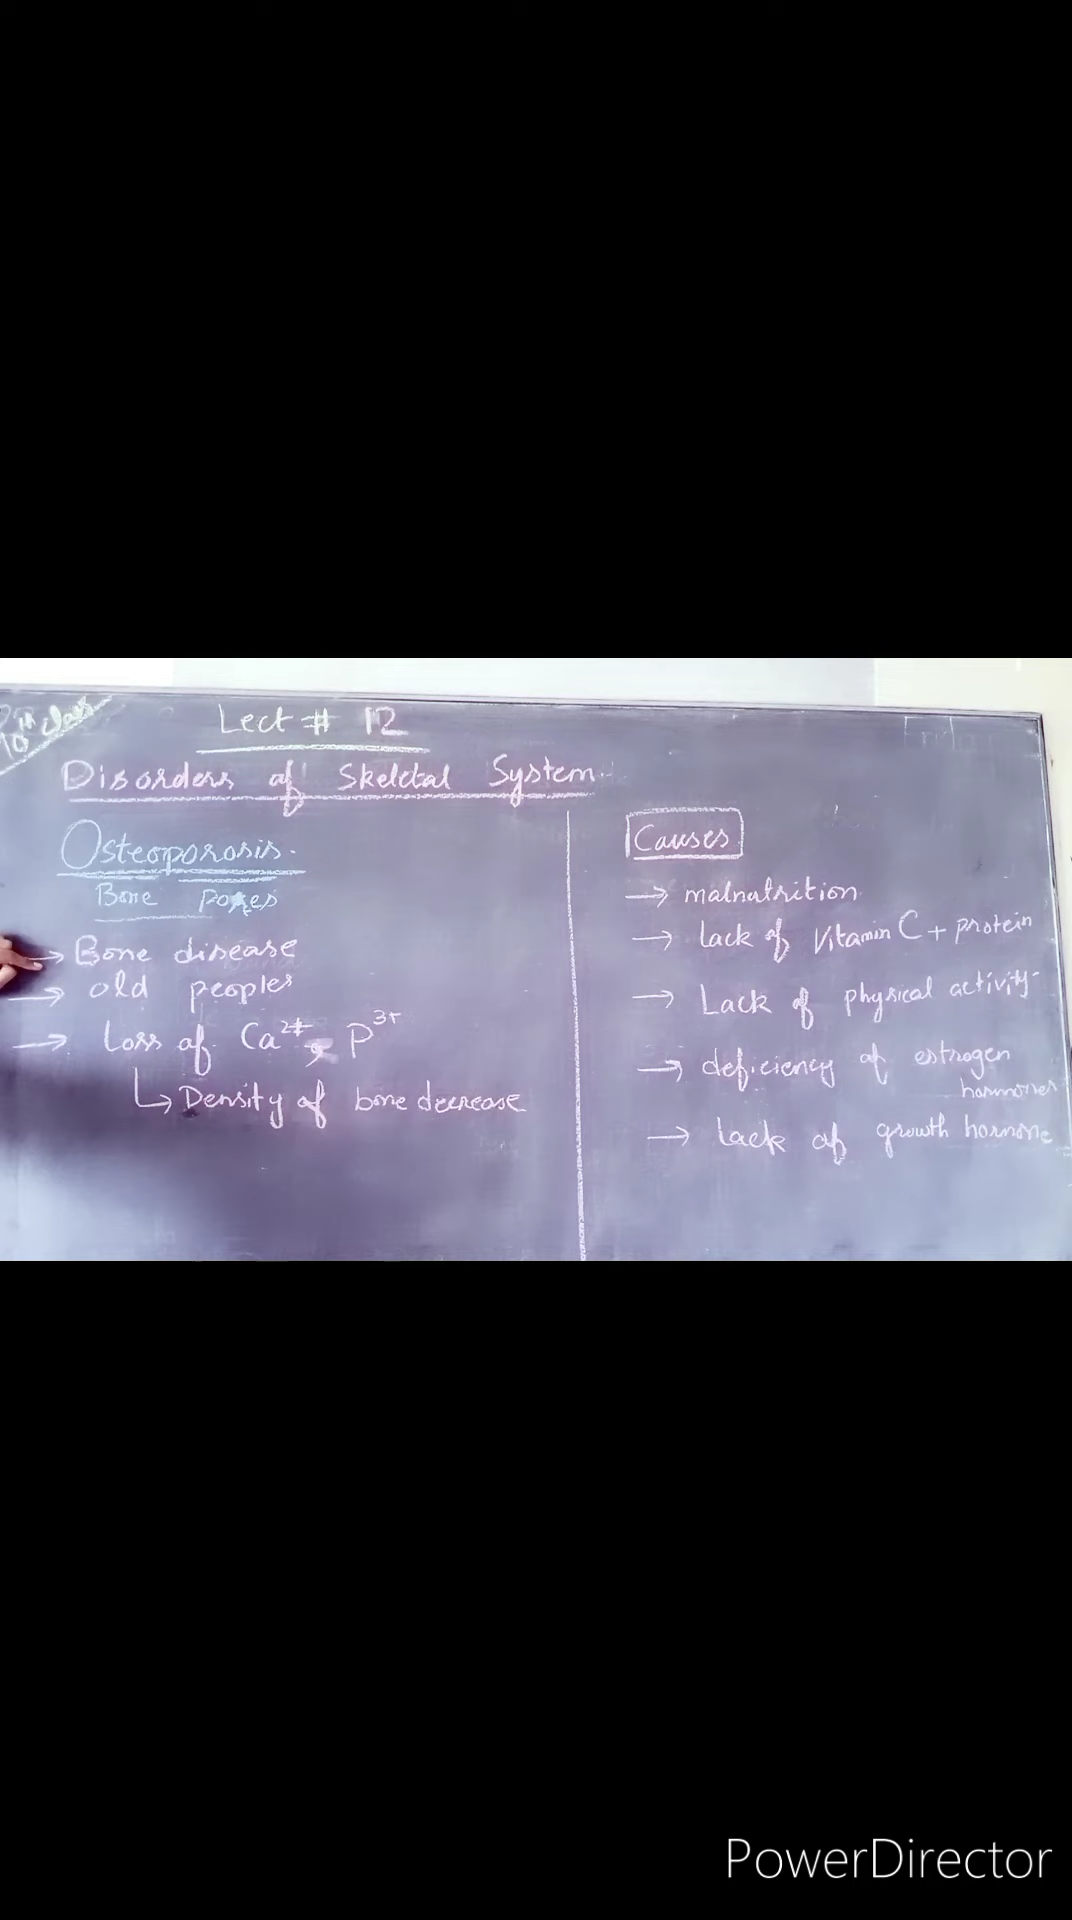 10th class
Lect # 12
Disorders of Skeletal System.
Osteoporosis.
Bone pores
→ Bone disease
→ old peoples
→ Loss of Ca²⁺, P³⁺
↳ Density of bone decrease
Causes
→ malnutrition
→ Lack of Vitamin C + protein
→ Lack of physical activity
→ deficiency of estrogen
hormones
→ Lack of growth hormone
PowerDirector